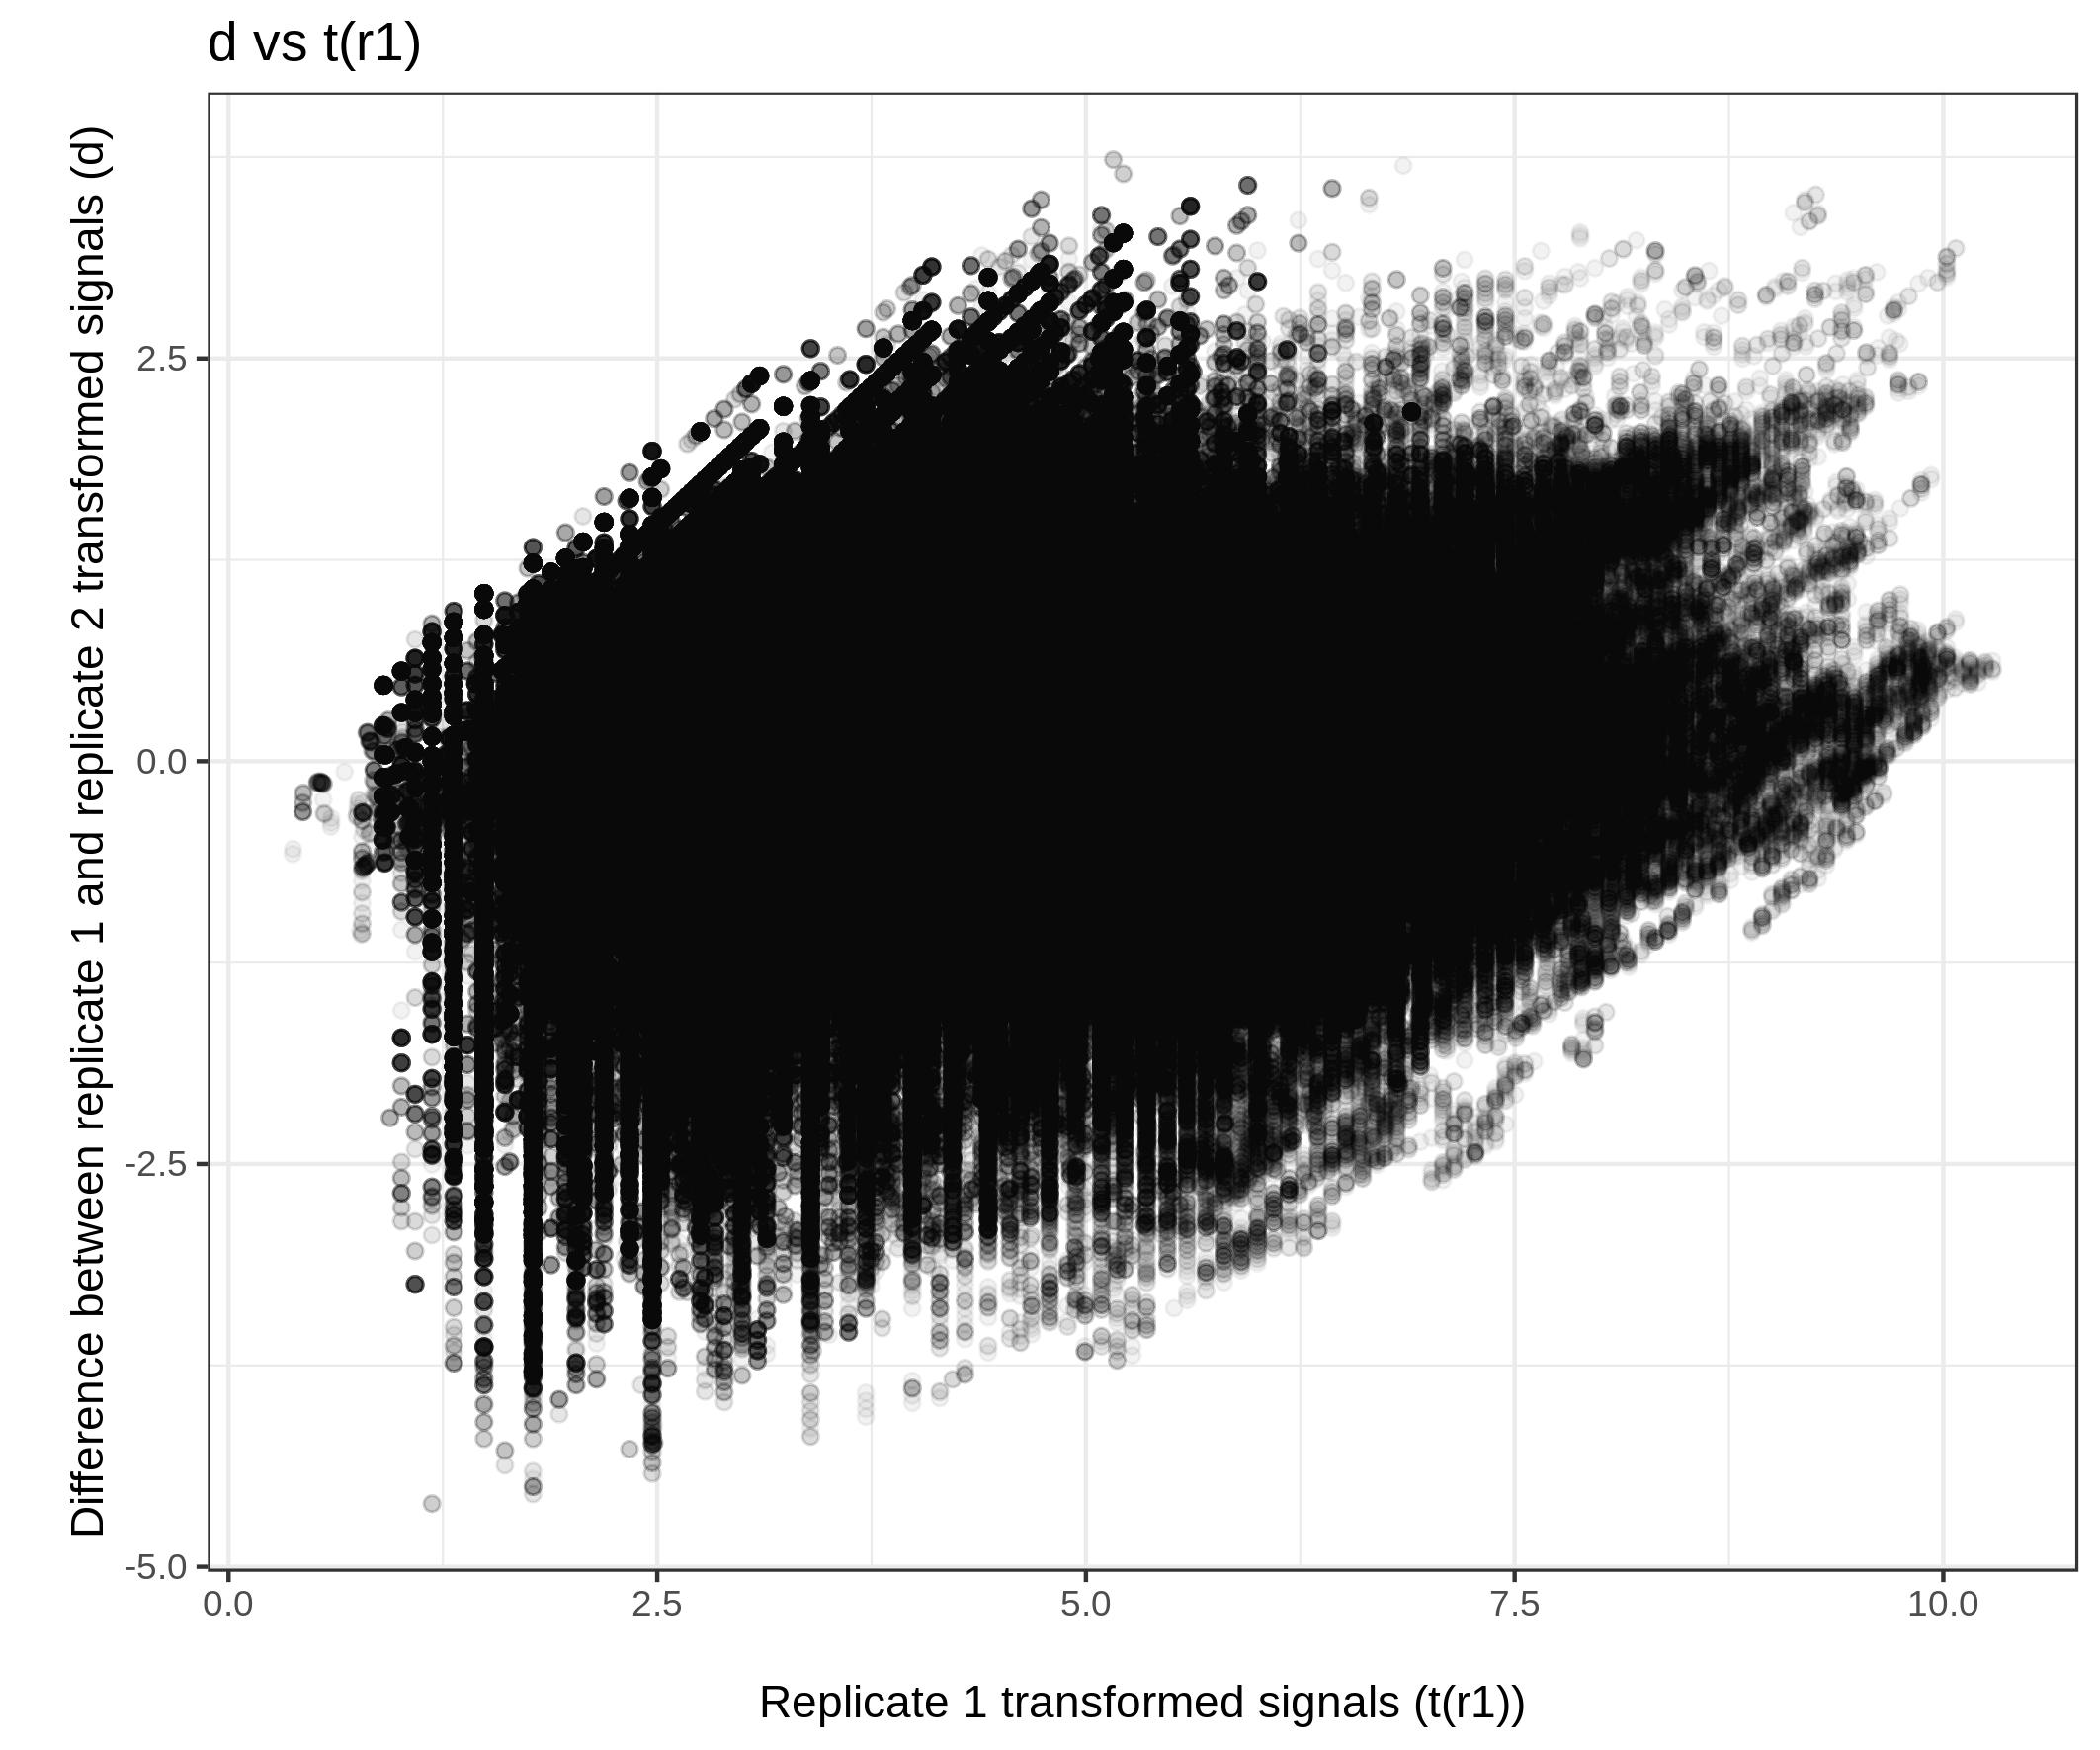 d vs t(r1)
Difference between replicate 1 and replicate 2 transformed signals (d)
2.5
0.0
-2.5
-5.0
0.0 2.5 5.0 7.5 10.0
Replicate 1 transformed signals (t(r1))